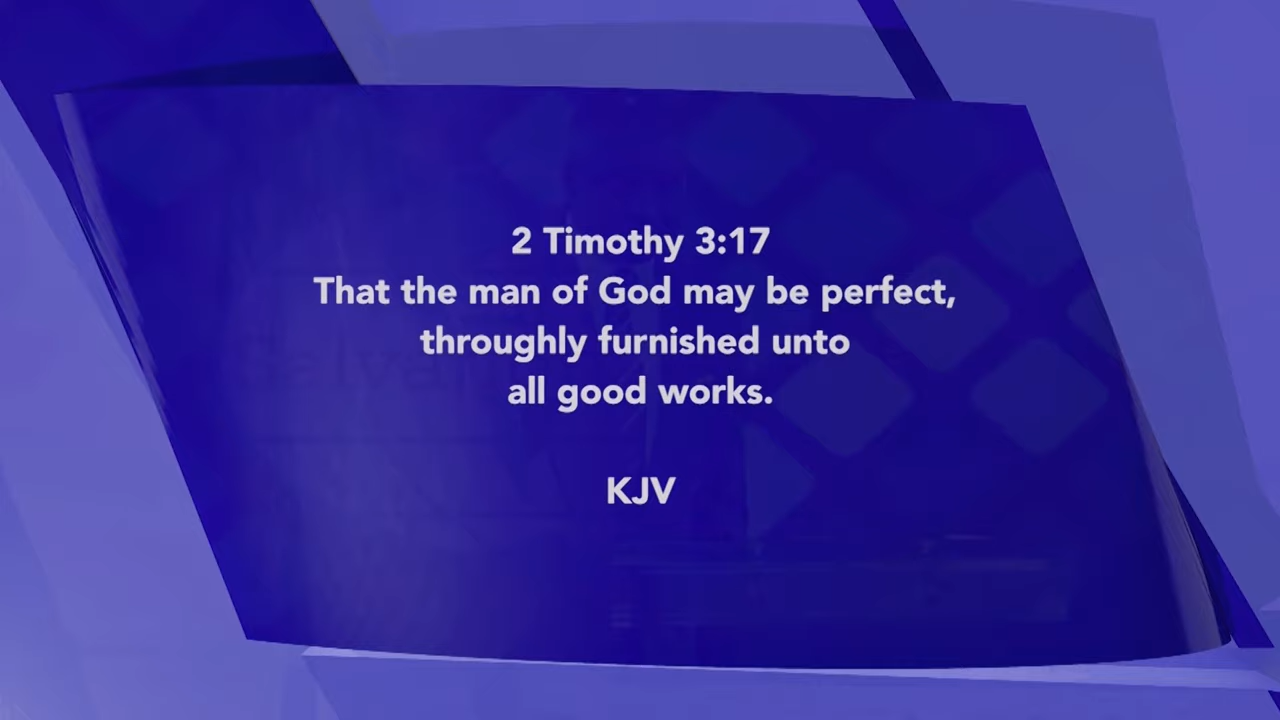 2 Timothy 3:17
That the man of God may be perfect,
throughly furnished unto
all good works.
KJV